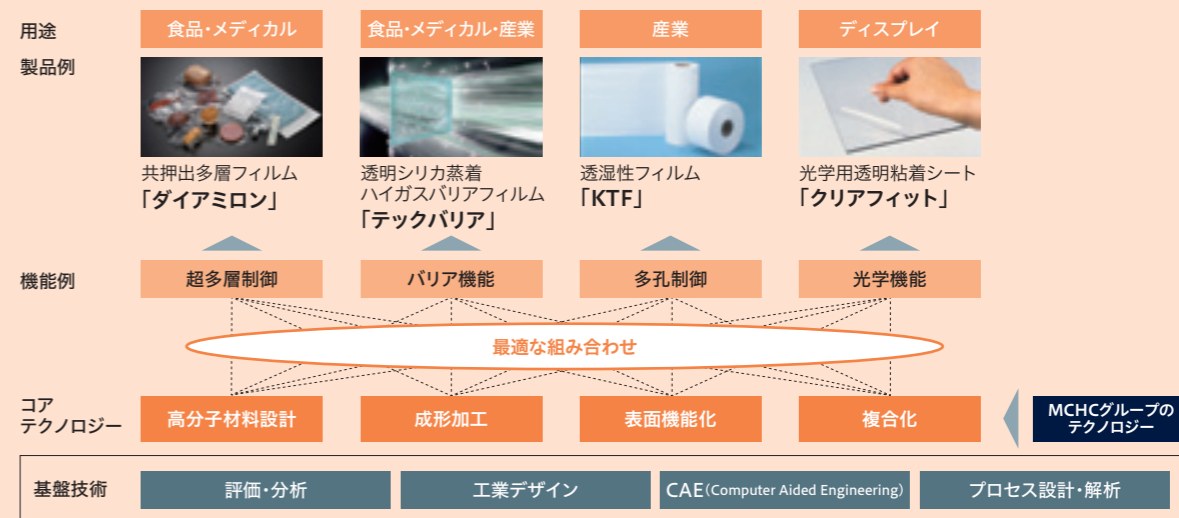 用途
食品・メディカル
食品・メディカル・産業
産業
ディスプレイ
製品例
共押出多層フィルム
「ダイアミロン」
透明シリカ蒸着
ハイガスバリアフィルム
「テックバリア」
透湿性フィルム
「KTF」
光学用透明粘着シート
「クリアフィット」
機能例
超多層制御
バリア機能
多孔制御
光学機能
最適な組み合わせ
コア
テクノロジー
高分子材料設計
成形加工
表面機能化
複合化
MCHCグループの
テクノロジー
基盤技術
評価・分析
工業デザイン
CAE(Computer Aided Engineering)
プロセス設計・解析